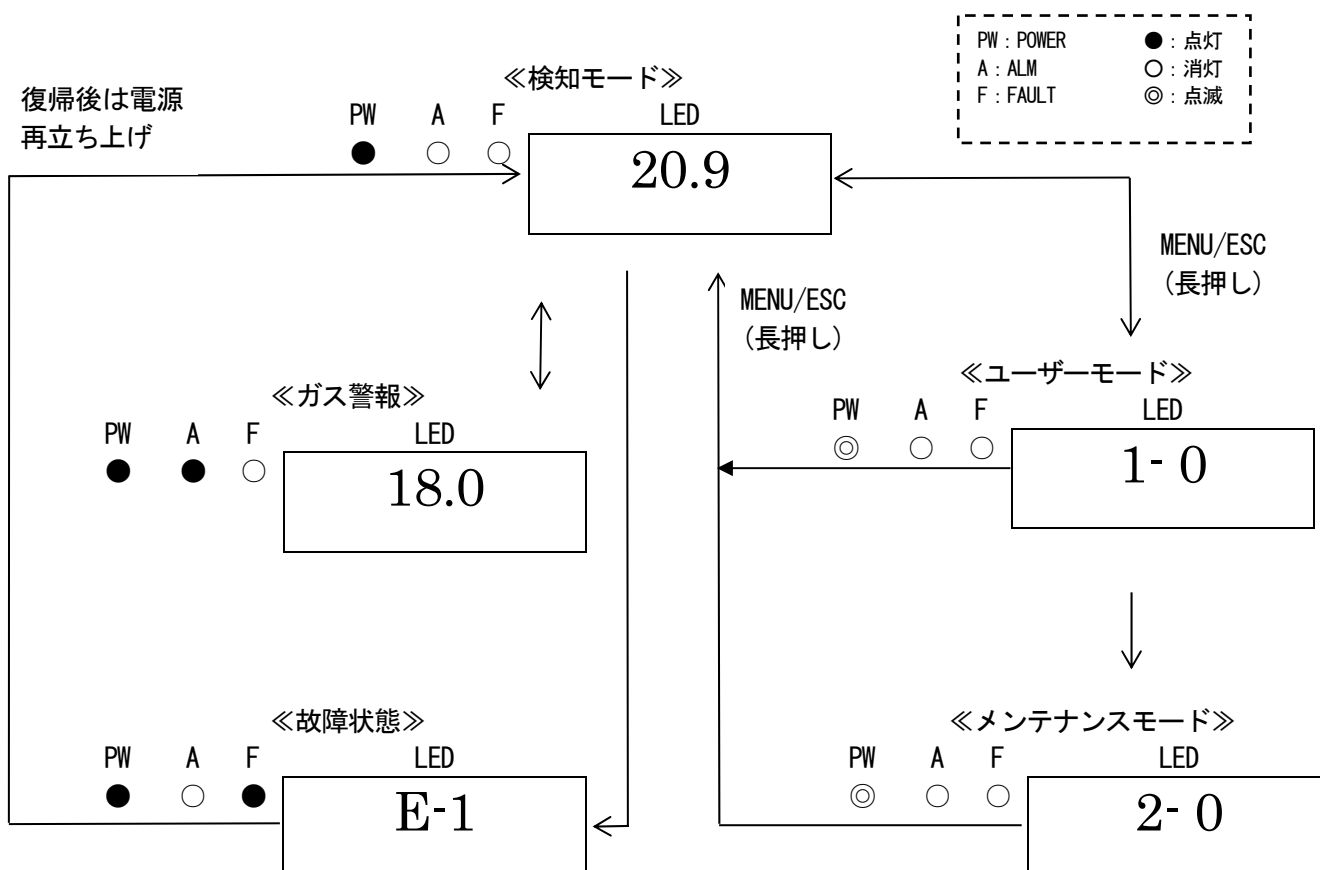 PW：POWER ●：点灯
A：ALM ○：消灯
F：FAULT ◎：点滅
≪検知モード≫
復帰後は電源
再立ち上げ
PW A F LED
● ○ ○ 20.9
MENU/ESC
（長押し）
MENU/ESC
（長押し）
≪ユーザーモード≫
PW A F LED
◎ ○ ○ 1- 0
≪ガス警報≫
PW A F LED
● ● ○ 18.0
≪故障状態≫
PW A F LED
● ○ ● E-1
≪メンテナンスモード≫
PW A F LED
◎ ○ ○ 2- 0